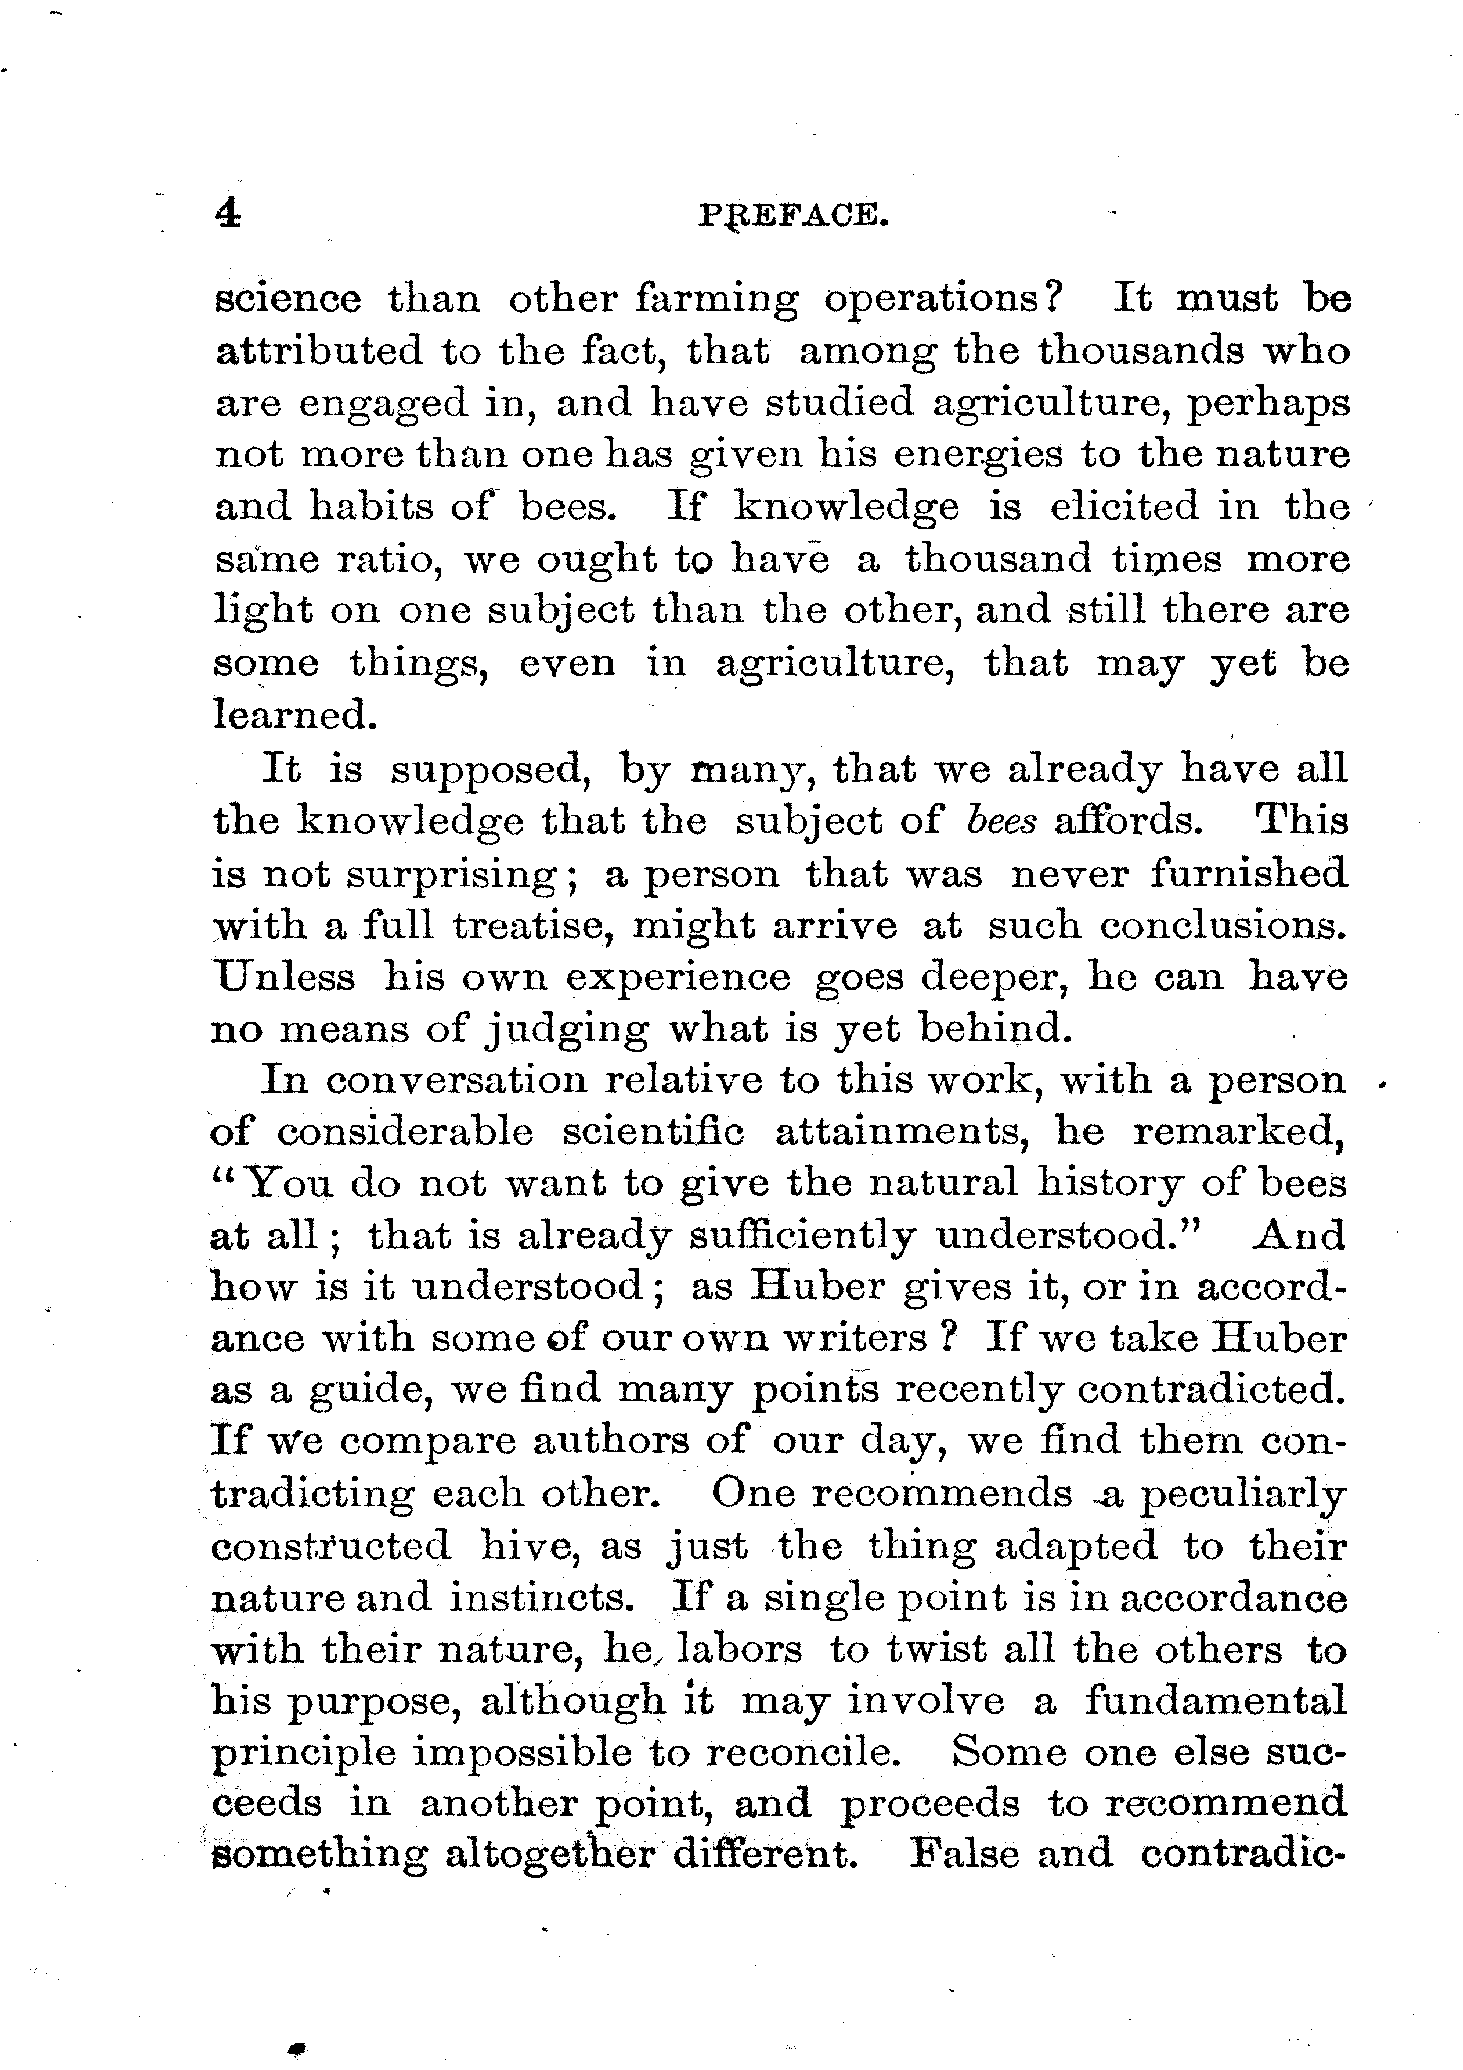 4 PREFACE.
science than other farming operations? It must be
attributed to the fact, that among the thousands who
are engaged in, and have studied agriculture, perhaps
not more than one has given his energies to the nature
and habits of bees. If knowledge is elicited in the
same ratio, we ought to have a thousand times more
light on one subject than the other, and still there are
some things, even in agriculture, that may yet be
learned.
It is supposed, by many, that we already have all
the knowledge that the subject of bees affords. This
is not surprising; a person that was never furnished
with a full treatise, might arrive at such conclusions.
Unless his own experience goes deeper, he can have
no means of judging what is yet behind.
In conversation relative to this work, with a person
of considerable scientific attainments, he remarked,
"You do not want to give the natural history of bees
at all; that is already sufficiently understood." And
how is it understood; as Huber gives it, or in accord-
ance with some of our own writers? If we take Huber
as a guide, we find many points recently contradicted.
If we compare authors of our day, we find them con-
tradicting each other. One recommends a peculiarly
constructed hive, as just the thing adapted to their
nature and instincts. If a single point is in accordance
with their nature, he labors to twist all the others to
his purpose, although it may involve a fundamental
principle impossible to reconcile. Some one else suc-
ceeds in another point, and proceeds to recommend
something altogether different. False and contradic-